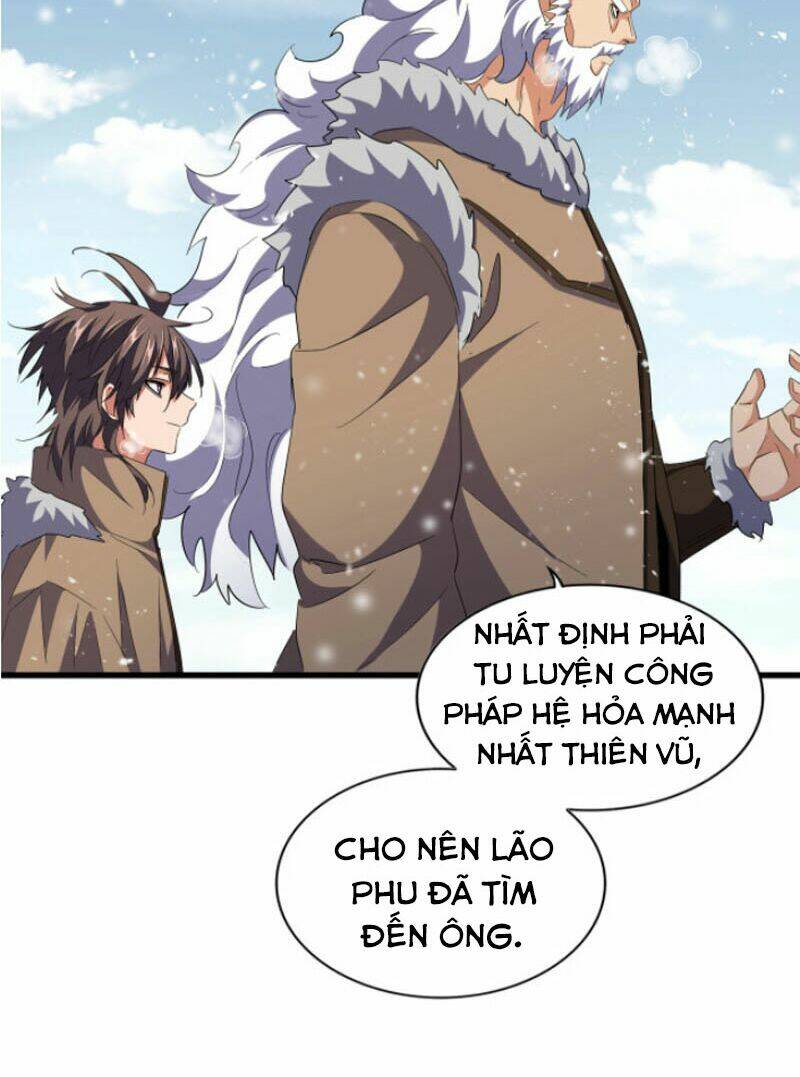 NHẤT ĐỊNH PHẢI
TU LUYỆN CÔNG
PHÁP HỆ HỎA MẠNH
NHẤT THIÊN VŨ,
CHO NÊN LÃO
PHU ĐÃ TÌM
ĐẾN ÔNG.